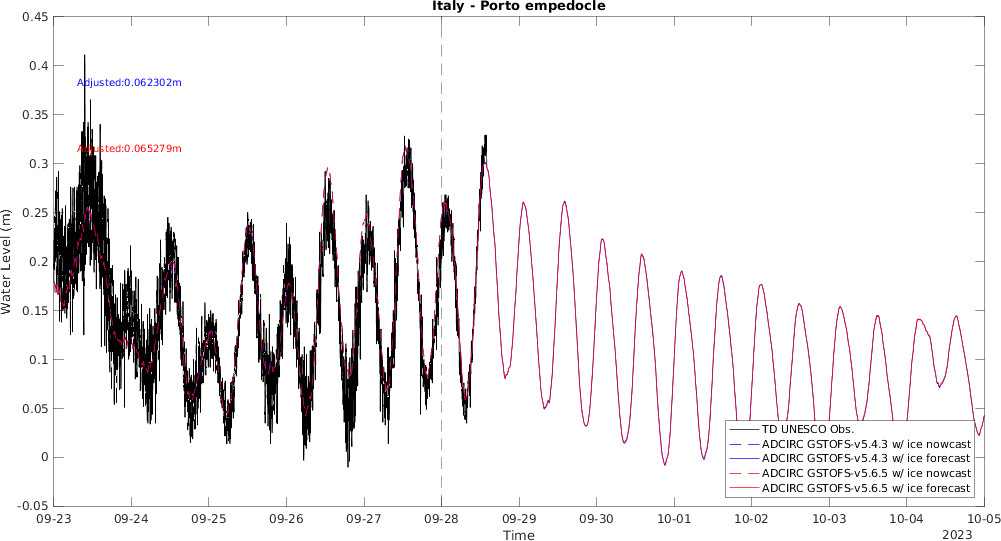 Italy - Porto empedocle
0.45
0.4
0.35
0.3
0.25
0.2
0.15
0.1
0.05
0
-0.05
Water Level (m)
Adjusted:0.062302m
Adjusted:0.065279m
TD UNESCO Obs.
ADCIRC GSTOFS-v5.4.3 w/ ice nowcast
ADCIRC GSTOFS-v5.4.3 w/ ice forecast
ADCIRC GSTOFS-v5.6.5 w/ ice nowcast
ADCIRC GSTOFS-v5.6.5 w/ ice forecast
09-23 09-24 09-25 09-26 09-27 09-28 09-29 09-30 10-01 10-02 10-03 10-04 10-05
Time
2023